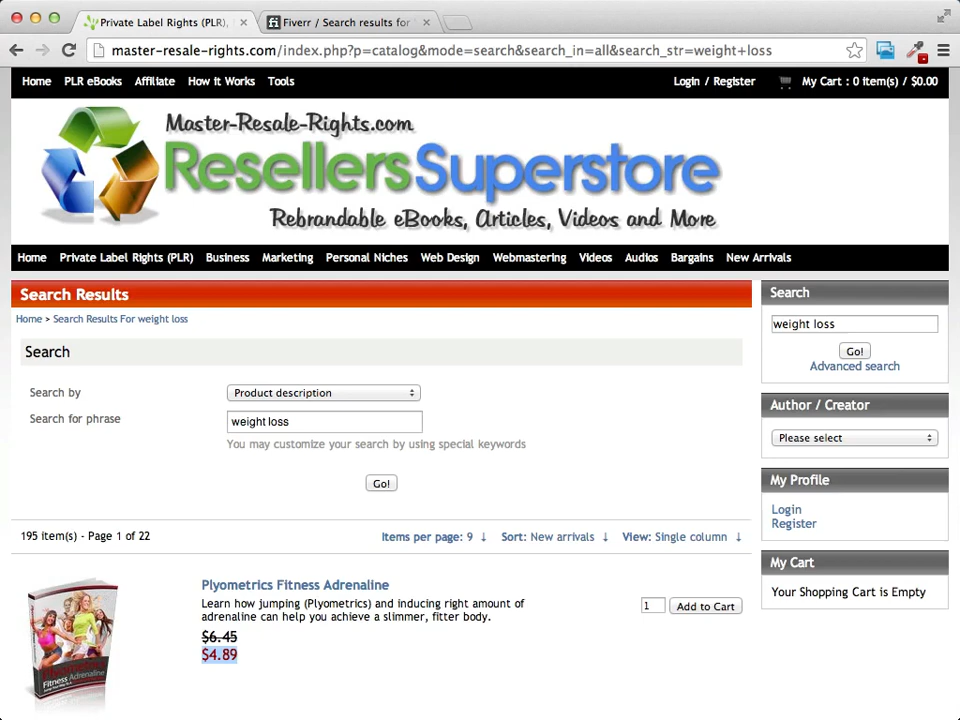 Private Label Rights (PLR),
Fiverr / Search results for
master-resale-rights.com/index.php?p=catalog&mode=search&search_in=all&search_str=weight+loss
Home PLR eBooks Affiliate How it Works Tools Login / Register My Cart : 0 item(s) / $0.00
Master-Resale-Rights.com
ResellersSuperstore
Rebrandable eBooks, Articles, Videos and More
Home Private Label Rights (PLR) Business Marketing Personal Niches Web Design Webmastering Videos Audios Bargains New Arrivals
Search Results
Home > Search Results For weight loss
Search
Search by Product description
Search for phrase weight loss
You may customize your search by using special keywords
Go!
195 item(s) - Page 1 of 22 Items per page: 9 ↓ Sort: New arrivals ↓ View: Single column ↓
Plyometrics Fitness Adrenaline
Learn how jumping (Plyometrics) and inducing right amount of
adrenaline can help you achieve a slimmer, fitter body.
$6.45
$4.89
1 Add to Cart
Plyometrics
Fitness Adrenaline
Search
weight loss
Go!
Advanced search
Author / Creator
Please select
My Profile
Login
Register
My Cart
Your Shopping Cart is Empty